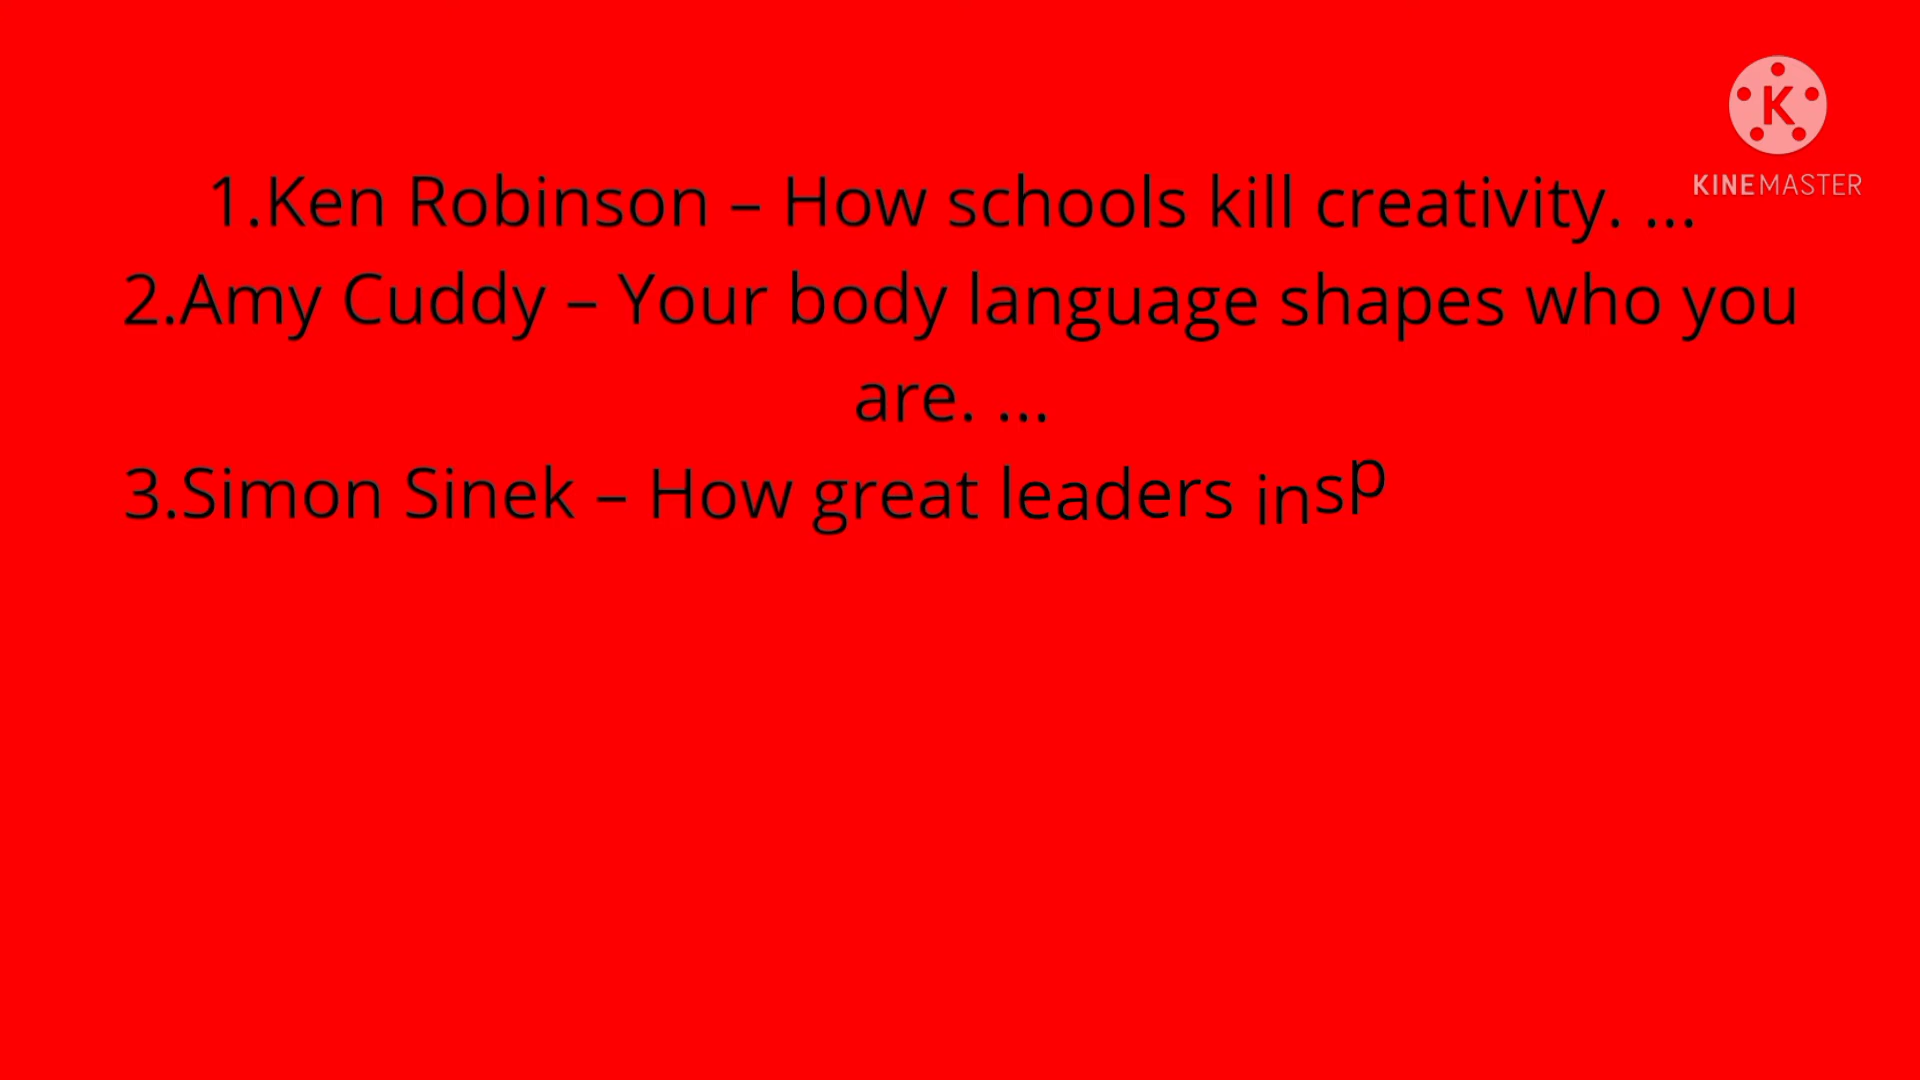 KINEMASTER
1.Ken Robinson – How schools kill creativity. ...
2.Amy Cuddy – Your body language shapes who you
are. ...
3.Simon Sinek – How great leaders insp